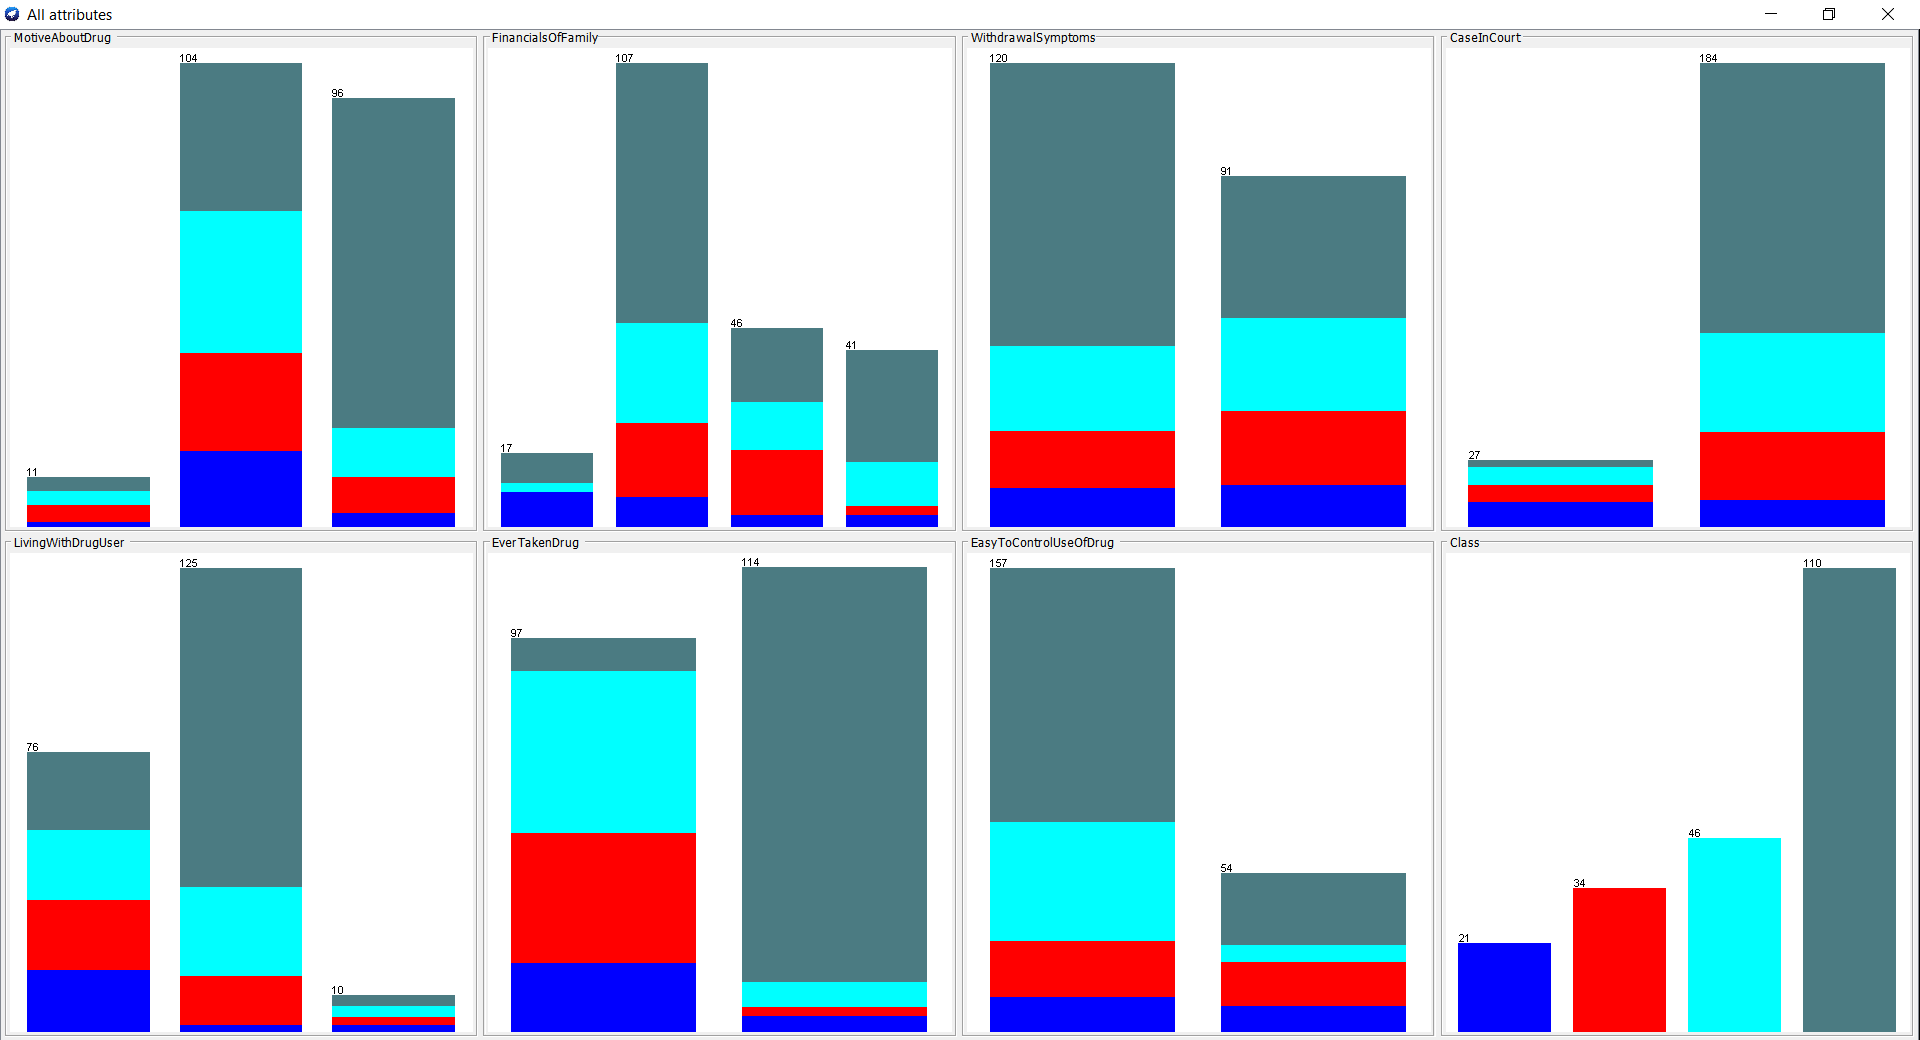 All attributes
MotiveAboutDrug
11
104
96
FinancialsOfFamily
17
107
46
41
WithdrawalSymptoms
120
91
CaseInCourt
27
184
LivingWithDrugUser
76
125
10
EverTakenDrug
97
114
EasyToControlUseOfDrug
157
54
Class
21
34
46
110